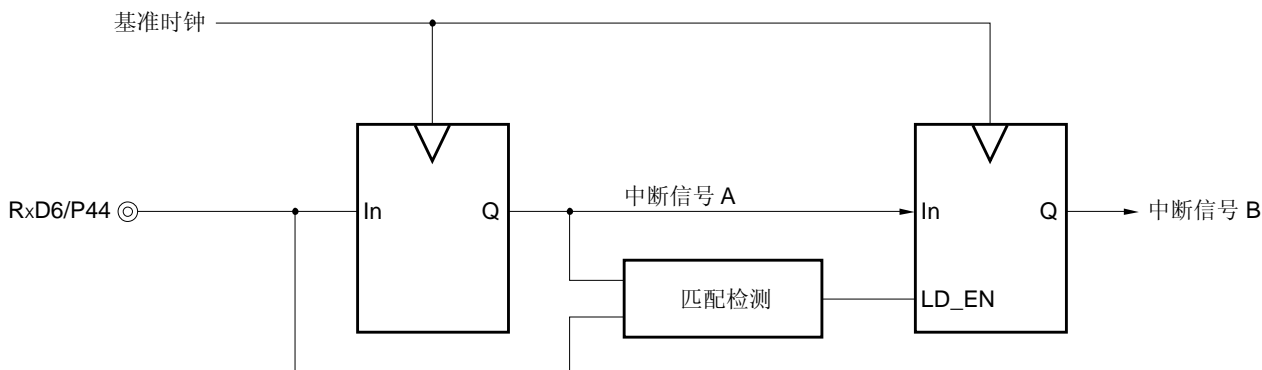 基准时钟
RxD6/P44
In
Q
中断信号 A
In
Q
中断信号 B
匹配检测
LD_EN